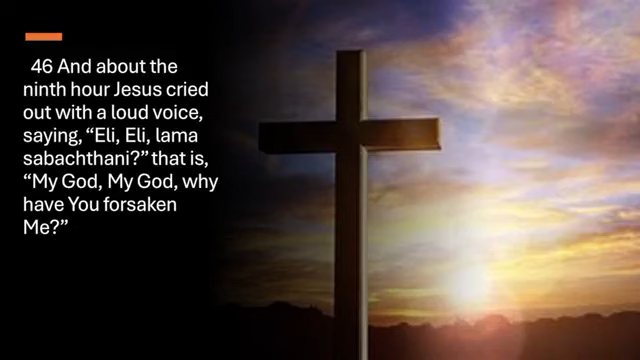 46 And about the
ninth hour Jesus cried
out with a loud voice,
saying, “Eli, Eli, lama
sabachthani?” that is,
“My God, My God, why
have You forsaken
Me?”